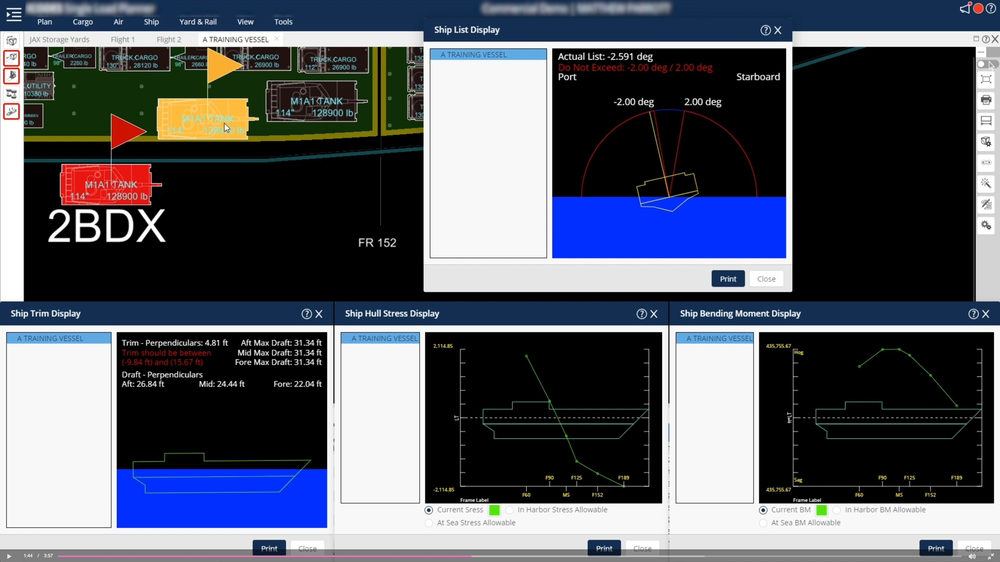 Plan Cargo Air Ship Yard & Rail View Tools
JAX Storage Yards Flight 1 Flight 2 A TRAINING VESSEL
TRAILER,CARGO
98" 2260 lb
TRUCK,CARGO
130" 28120 lb
98" 2660 l
TRUCK,CARGO
26900 lb
TRUCK,CARGO
112" 26900 lb
,UTILITY
10380 lb
HMMWV
0 lb
M1A1 TANK
114" 128900 lb
M1A1 TANK
114" 128900 lb
M1A1 TANK
114" 128900 lb
2BDX
FR 152
Ship List Display
A TRAINING VESSEL
Actual List: -2.591 deg
Do Not Exceed: -2.00 deg / 2.00 deg
Port Starboard
-2.00 deg 2.00 deg
Print Close
Ship Trim Display
A TRAINING VESSEL
Trim - Perpendiculars: 4.81 ft Aft Max Draft: 31.34 ft
Trim should be between Mid Max Draft: 31.34 ft
(-9.84 ft) and (15.67 ft) Fore Max Draft: 31.34 ft
Draft - Perpendiculars
Aft: 26.84 ft Mid: 24.44 ft Fore: 22.04 ft
Print Close
Ship Hull Stress Display
A TRAINING VESSEL
2,114.85
LT
F90 F125 F189
-2,114.85
F60 MS F152
Frame Label
Current Sress In Harbor Stress Allowable
At Sea Stress Allowable
Print Close
Ship Bending Moment Display
A TRAINING VESSEL
435,755.67
Hog
ft*LT
F90 F125 F189
Sag
435,755.67
F60 MS F152
Frame Label
Current BM In Harbor BM Allowable
At Sea BM Allowable
Print Close
1:44 / 3:57